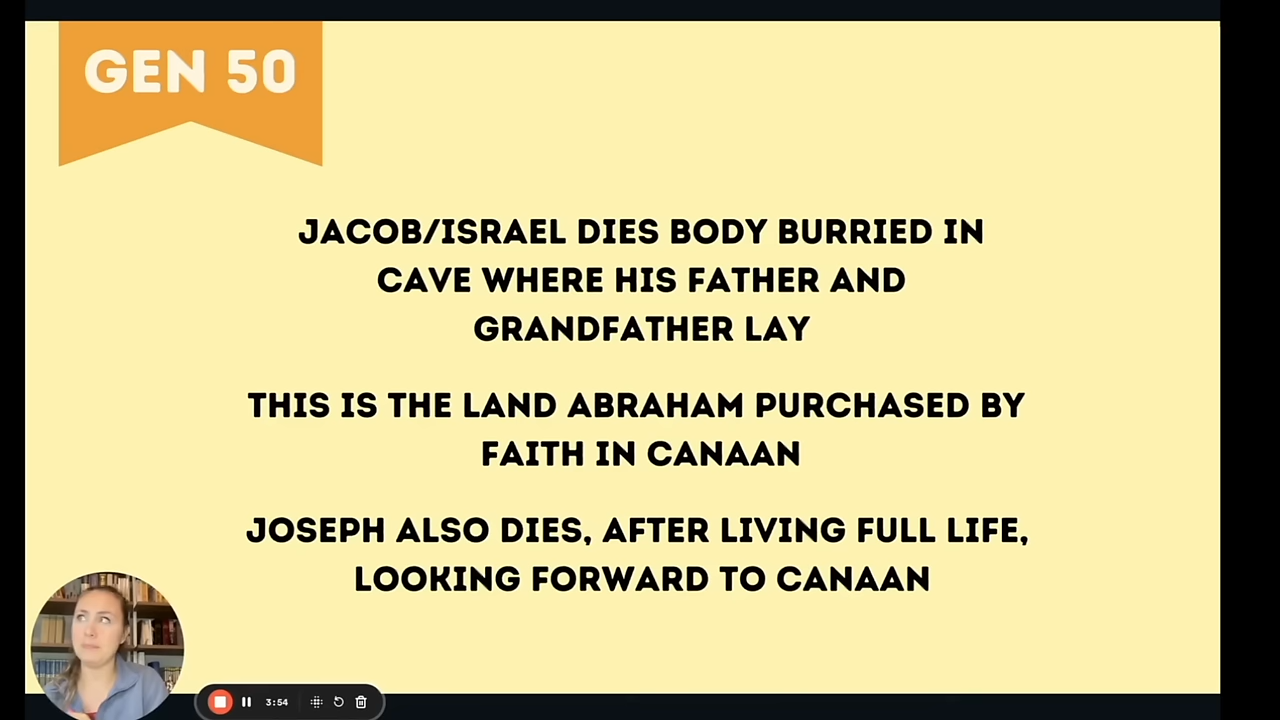 GEN 50
JACOB/ISRAEL DIES BODY BURRIED IN
CAVE WHERE HIS FATHER AND
GRANDFATHER LAY
THIS IS THE LAND ABRAHAM PURCHASED BY
FAITH IN CANAAN
JOSEPH ALSO DIES, AFTER LIVING FULL LIFE,
LOOKING FORWARD TO CANAAN
3:54